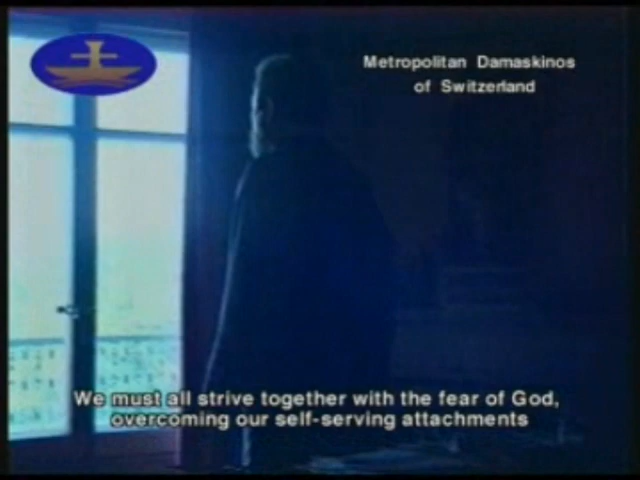 Metropolitan Damaskinos
of Switzerland
We must all strive together with the fear of God,
overcoming our self-serving attachments